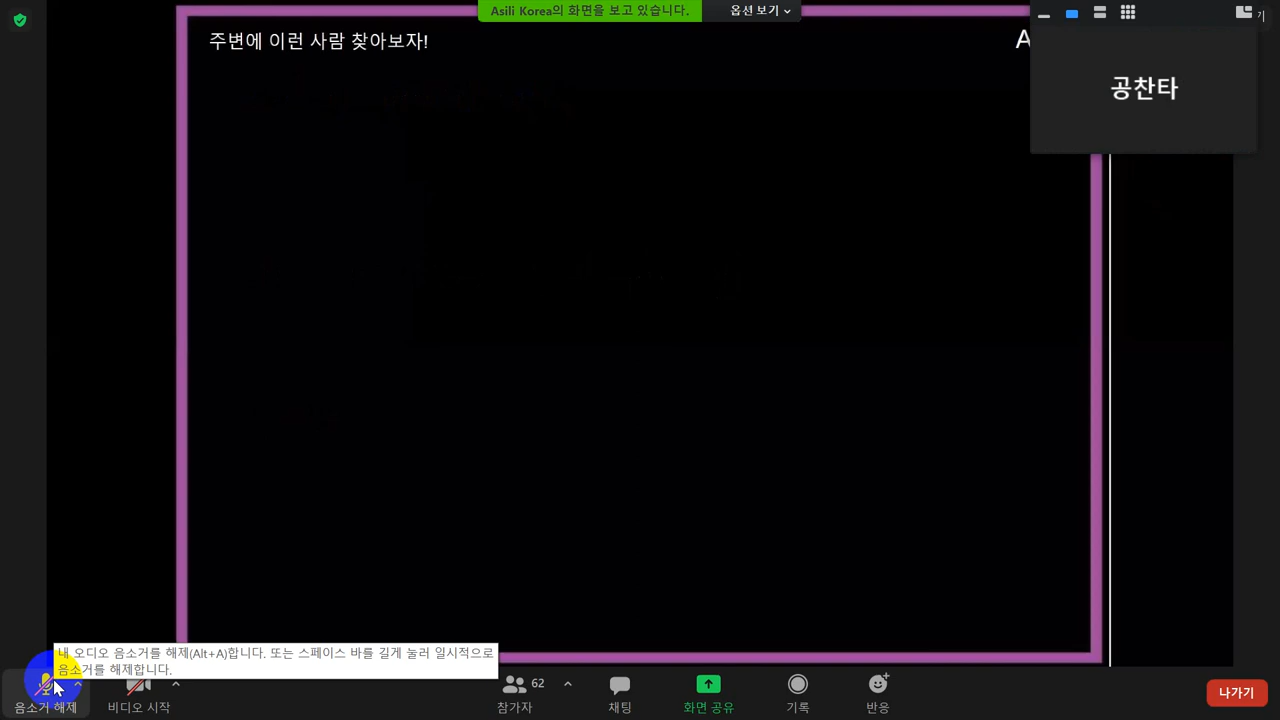 Asili Korea의 화면을 보고 있습니다.
옵션 보기
기
주변에 이런 사람 찾아보자!
A
공찬타
내 오디오 음소거를 해제(Alt+A)합니다. 또는 스페이스 바를 길게 눌러 일시적으로
음소거를 해제합니다.
음소거 해제
비디오 시작
62
참가자
채팅
화면 공유
기록
반응
나가기